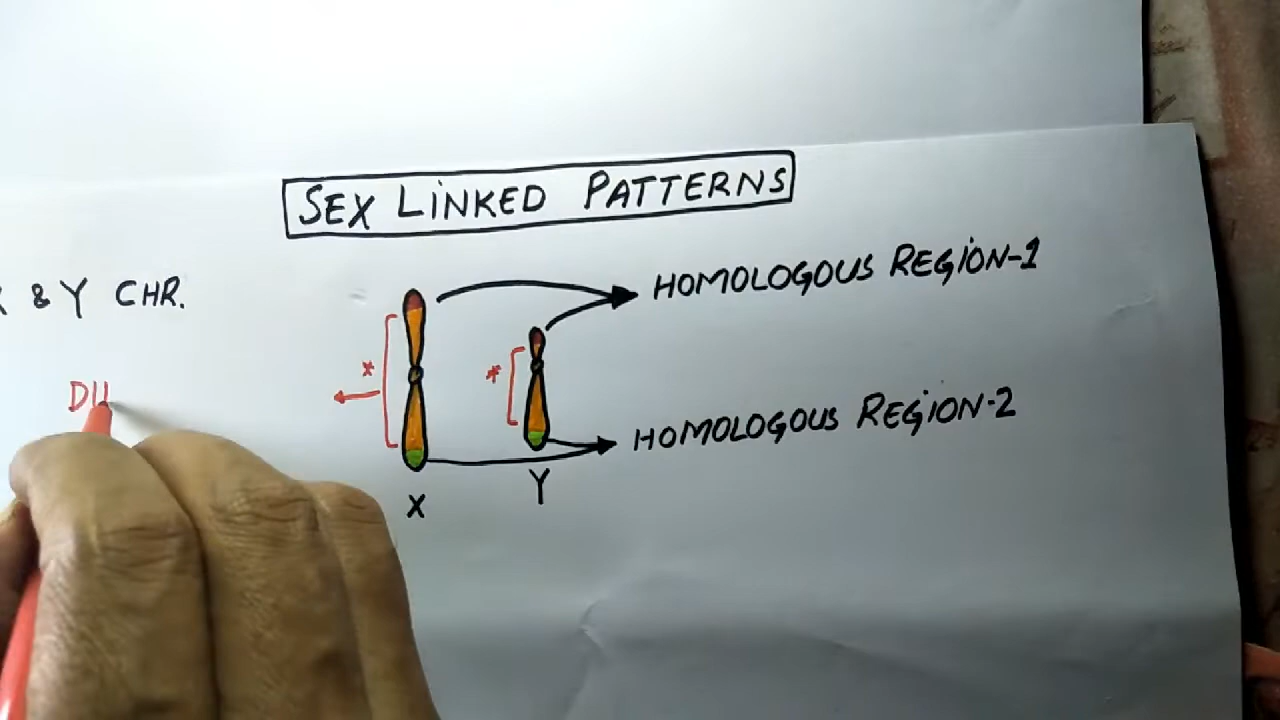 SEX LINKED PATTERNS
& Y CHR.
HOMOLOGOUS REGION-1
*
*
HOMOLOGOUS REGION-2
X
Y